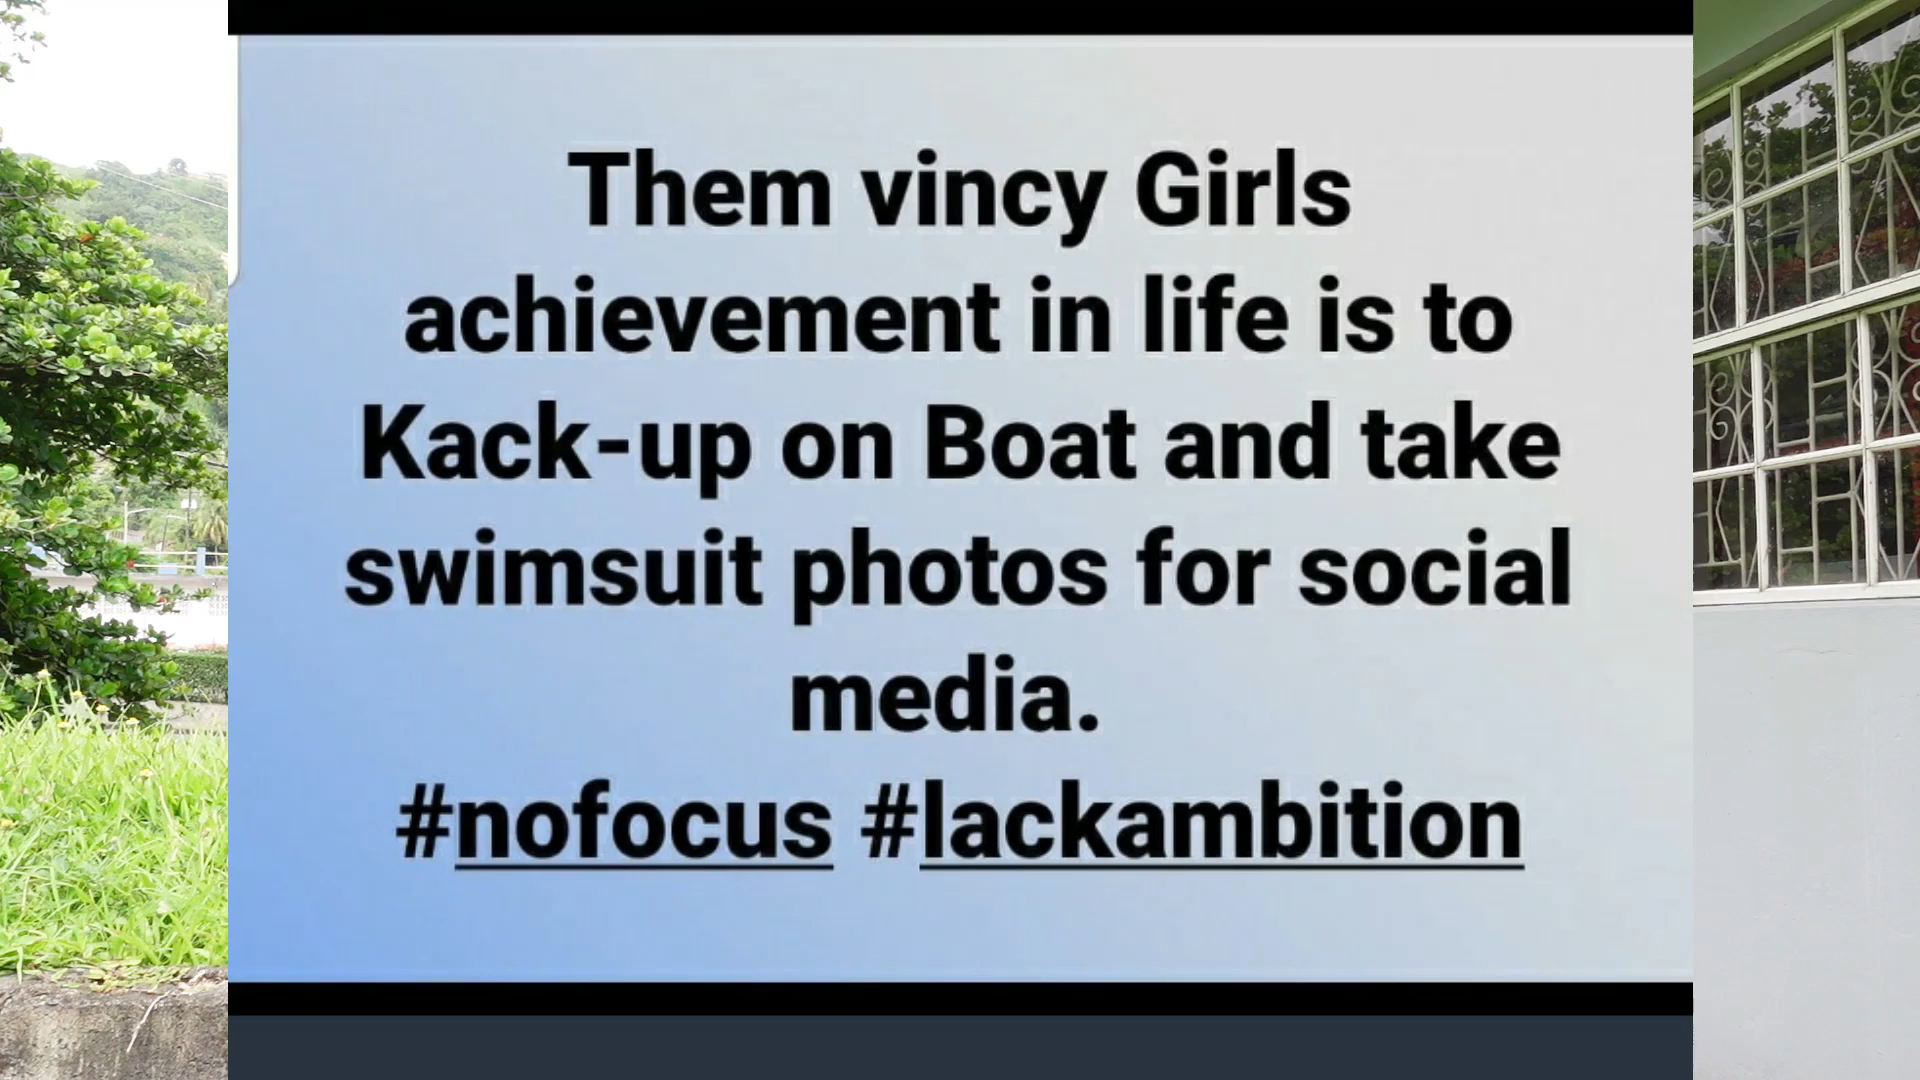 Them vincy Girls
achievement in life is to
Kack-up on Boat and take
swimsuit photos for social
media.
#nofocus #lackambition